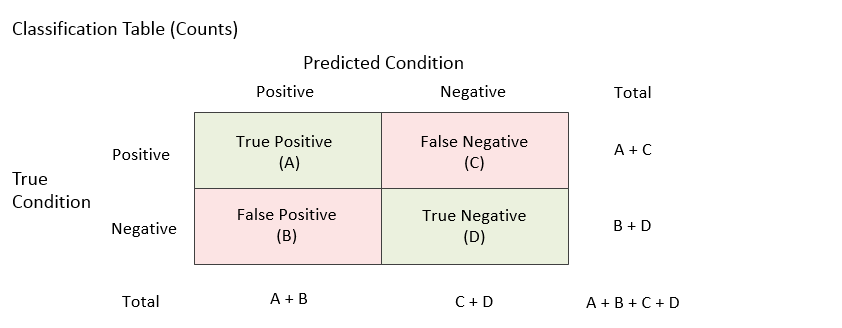 Classification Table (Counts)
Predicted Condition
Positive Negative Total
Positive True Positive (A) False Negative (C) A + C
True Condition
Negative False Positive (B) True Negative (D) B + D
Total A + B C + D A + B + C + D